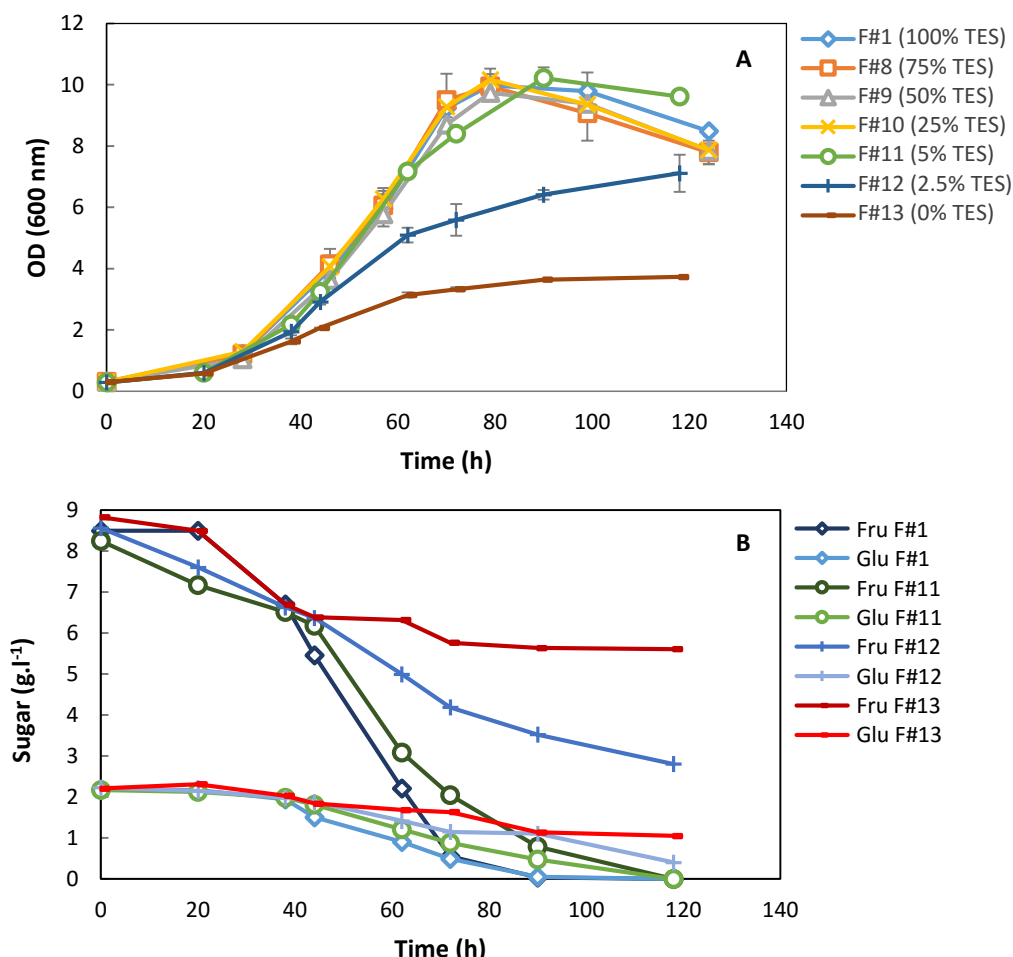 12
10
8
6
4
2
0
OD (600 nm)
A
0 20 40 60 80 100 120 140
Time (h)
F#1 (100% TES)
F#8 (75% TES)
F#9 (50% TES)
F#10 (25% TES)
F#11 (5% TES)
F#12 (2.5% TES)
F#13 (0% TES)
9
8
7
6
5
4
3
2
1
0
Sugar (g.l⁻¹)
B
0 20 40 60 80 100 120 140
Time (h)
Fru F#1
Glu F#1
Fru F#11
Glu F#11
Fru F#12
Glu F#12
Fru F#13
Glu F#13